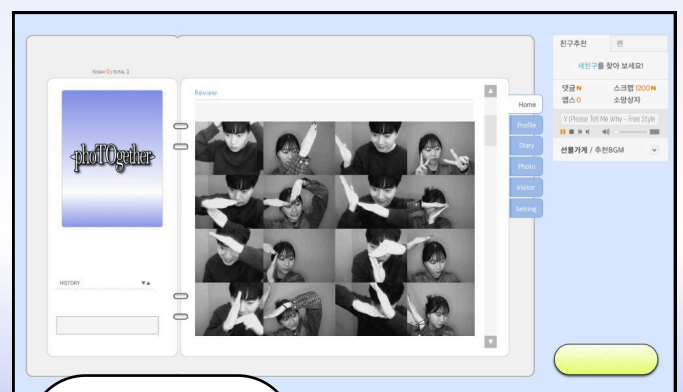 TODAY 0 | TOTAL 1
-phoTOgether-
HISTORY ▼▲
Review
Home
Profile
Diary
Photo
Visitor
Setting
친구추천 팬
새친구를 찾아 보세요!
댓글 N 스크랩 1200 N
앱스 0 소망상자
Y (Please Tell Me Why - Free Style
선물가게 / 추천BGM